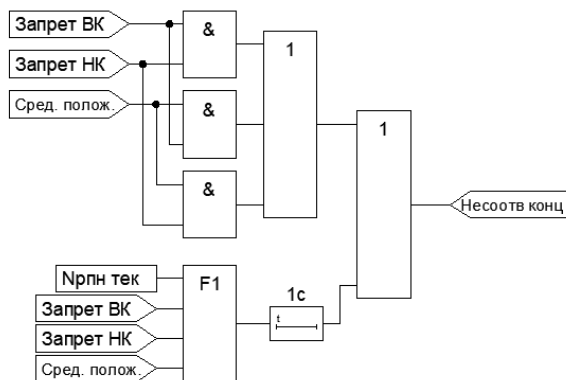 Запрет ВК
&
1
Запрет НК
Сред. полож.
&
1
&
Несоотв конц
Nрпн тек
F1
1с
Запрет ВК
t
Запрет НК
Сред. полож.